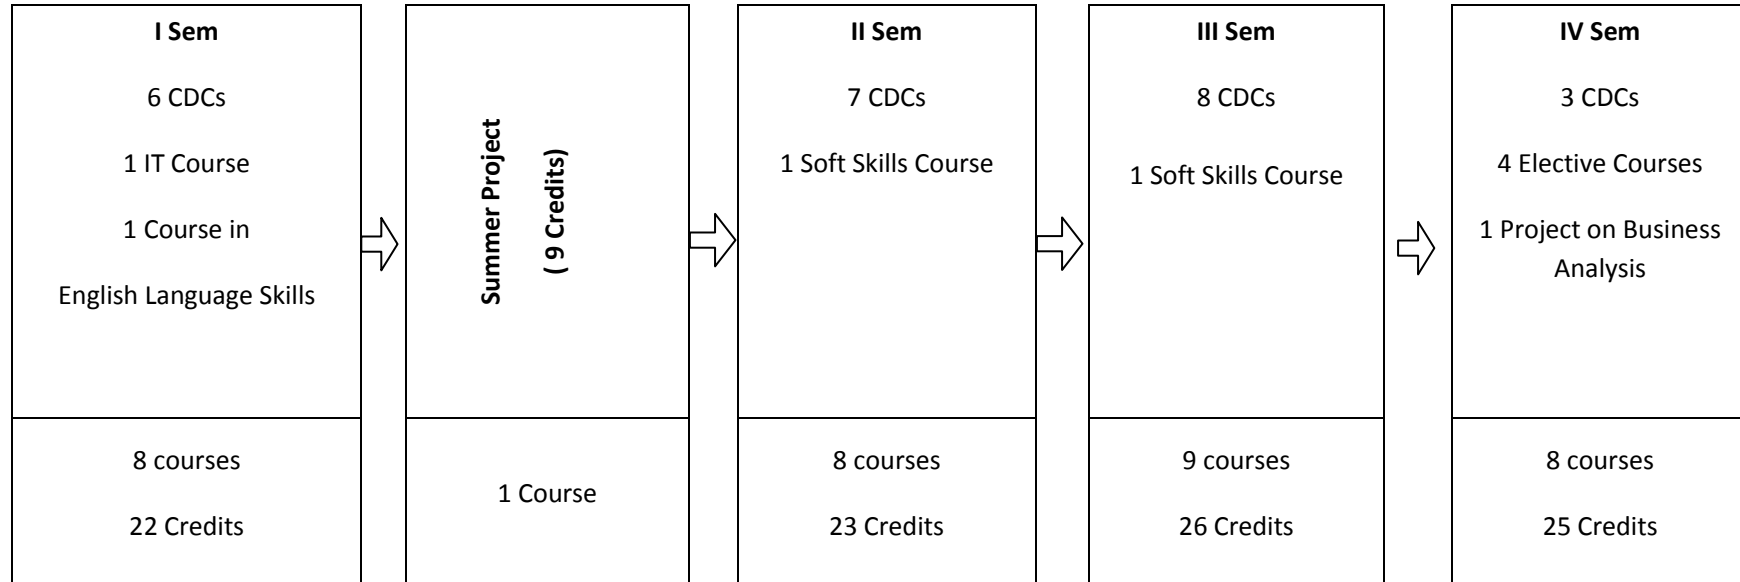 I Sem
6 CDCs
1 IT Course
1 Course in
English Language Skills
8 courses
22 Credits
Summer Project
( 9 Credits)
1 Course
II Sem
7 CDCs
1 Soft Skills Course
8 courses
23 Credits
III Sem
8 CDCs
1 Soft Skills Course
9 courses
26 Credits
IV Sem
3 CDCs
4 Elective Courses
1 Project on Business
Analysis
8 courses
25 Credits